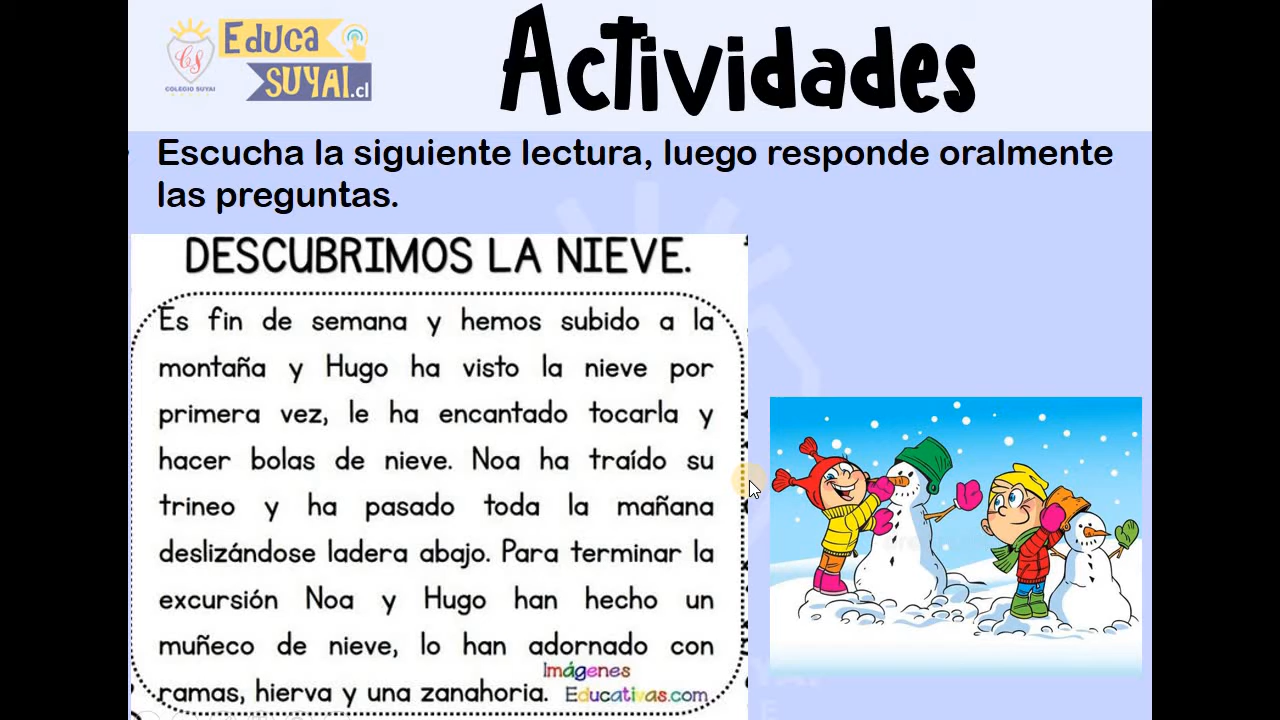 CS
COLEGIO SUYAI
Educa
SUYAI.cl
Actividades
Escucha la siguiente lectura, luego responde oralmente
las preguntas.
DESCUBRIMOS LA NIEVE.
Es fin de semana y hemos subido a la
montaña y Hugo ha visto la nieve por
primera vez, le ha encantado tocarla y
hacer bolas de nieve. Noa ha traído su
trineo y ha pasado toda la mañana
deslizándose ladera abajo. Para terminar la
excursión Noa y Hugo han hecho un
muñeco de nieve, lo han adornado con
ramas, hierva y una zanahoria.
Imágenes
Educativas.com